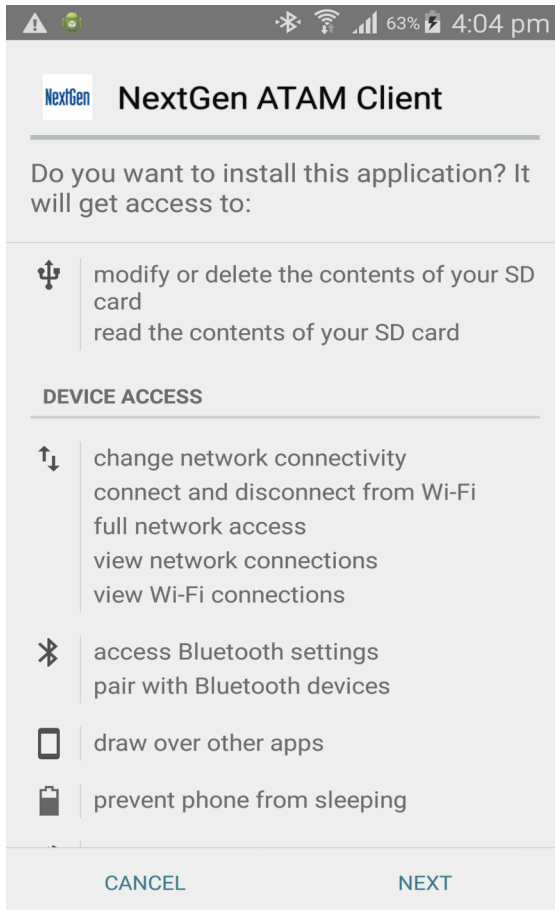 63% 4:04 pm
NextGen NextGen ATAM Client
Do you want to install this application? It
will get access to:
modify or delete the contents of your SD
card
read the contents of your SD card
DEVICE ACCESS
change network connectivity
connect and disconnect from Wi-Fi
full network access
view network connections
view Wi-Fi connections
access Bluetooth settings
pair with Bluetooth devices
draw over other apps
prevent phone from sleeping
CANCEL NEXT